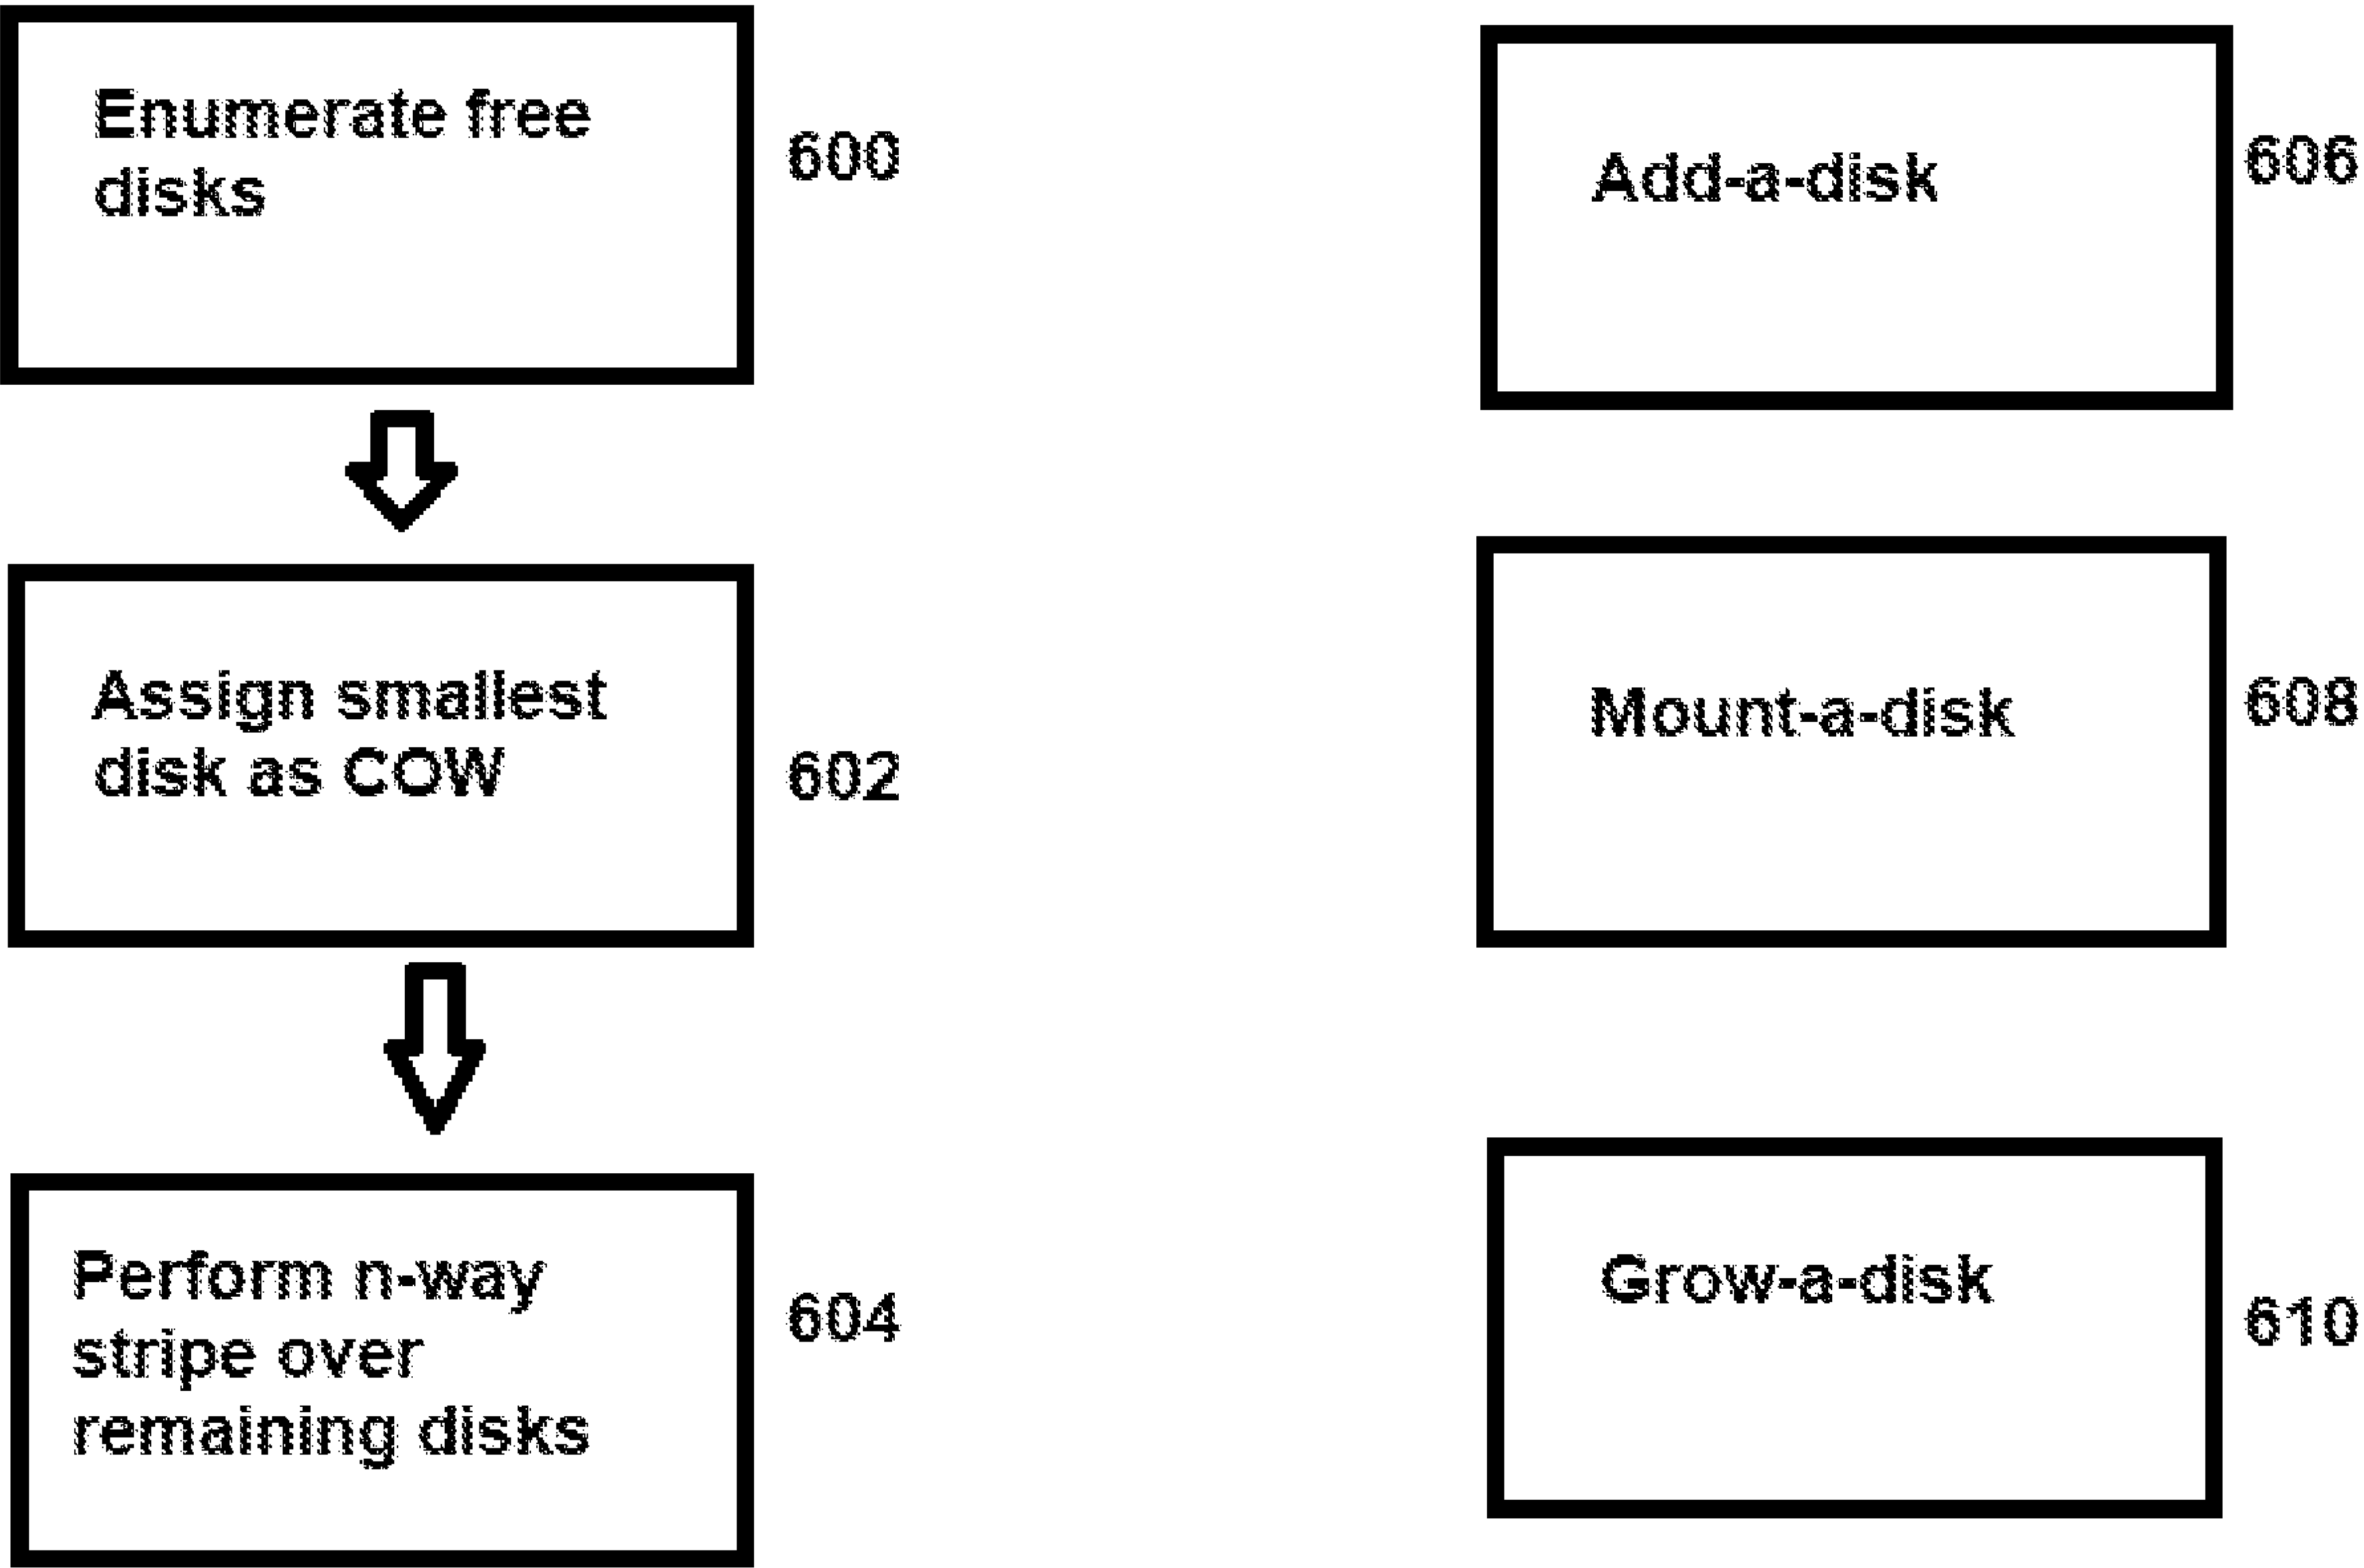 Enumerate free
disks
600
Assign smallest
disk as COW
602
Perform n-way
stripe over
remaining disks
604
Add-a-disk
606
Mount-a-disk
608
Grow-a-disk
610